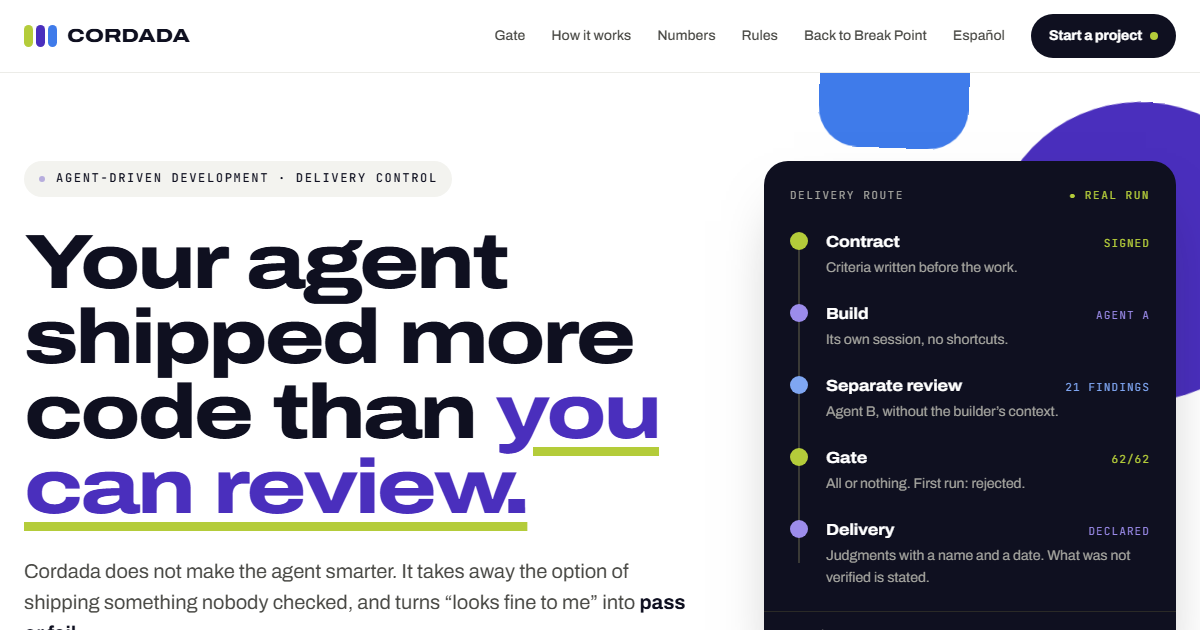 CORDADA
Gate
How it works
Numbers
Rules
Back to Break Point
Español
Start a project
AGENT-DRIVEN DEVELOPMENT · DELIVERY CONTROL
Your agent
shipped more
code than you
can review.
Cordada does not make the agent smarter. It takes away the option of
shipping something nobody checked, and turns “looks fine to me” into pass
or fail
DELIVERY ROUTE
• REAL RUN
Contract
SIGNED
Criteria written before the work.
Build
AGENT A
Its own session, no shortcuts.
Separate review
21 FINDINGS
Agent B, without the builder’s context.
Gate
62/62
All or nothing. First run: rejected.
Delivery
DECLARED
Judgments with a name and a date. What was not
verified is stated.